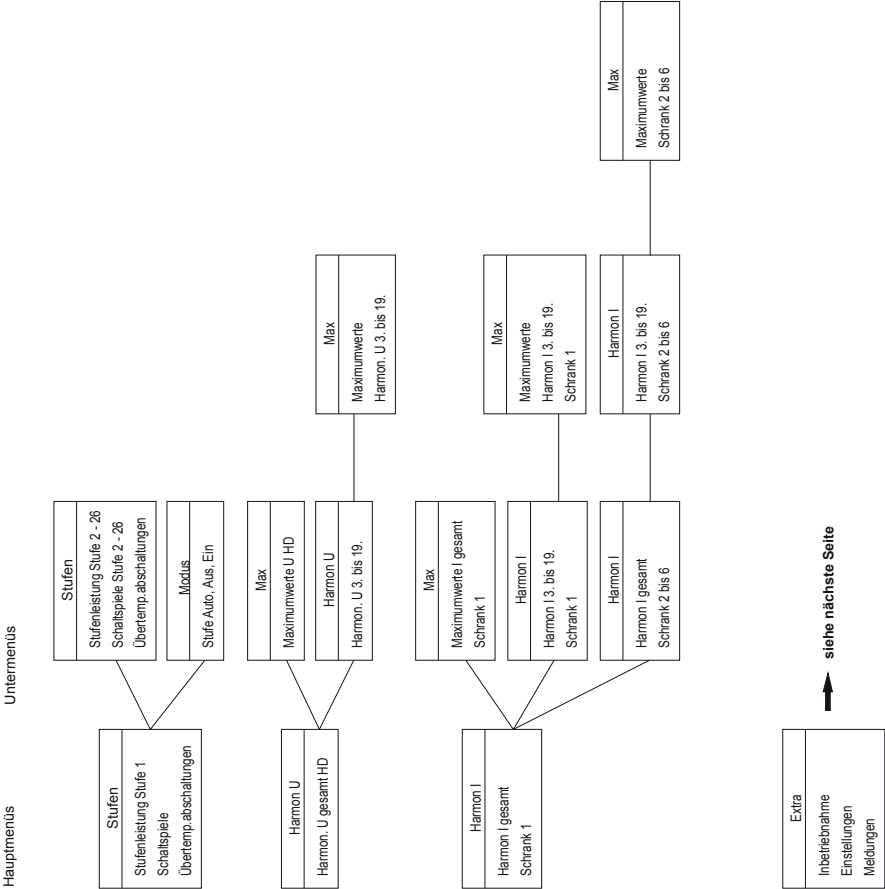 Hauptmenüs
Untermenüs
Stufen
Stufenleistung Stufe 1
Schaltspiele
Übertemp.abschaltungen
Stufen
Stufenleistung Stufe 2 - 26
Schaltspiele Stufe 2 - 26
Übertemp.abschaltungen
Modus
Stufe Auto, Aus, Ein
Harmon U
Harmon. U gesamt HD
Max
Maximumwerte U HD
Harmon U
Harmon. U 3. bis 19.
Max
Maximumwerte
Harmon. U 3. bis 19.
Harmon I
Harmon I gesamt
Schrank 1
Max
Maximumwerte I gesamt
Schrank 1
Harmon I
Harmon I 3. bis 19.
Schrank 1
Max
Maximumwerte
Harmon I 3. bis 19.
Schrank 1
Harmon I
Harmon I gesamt
Schrank 2 bis 6
Harmon I
Harmon I 3. bis 19.
Schrank 2 bis 6
Max
Maximumwerte
Schrank 2 bis 6
Extra
Inbetriebnahme
Einstellungen
Meldungen
siehe nächste Seite